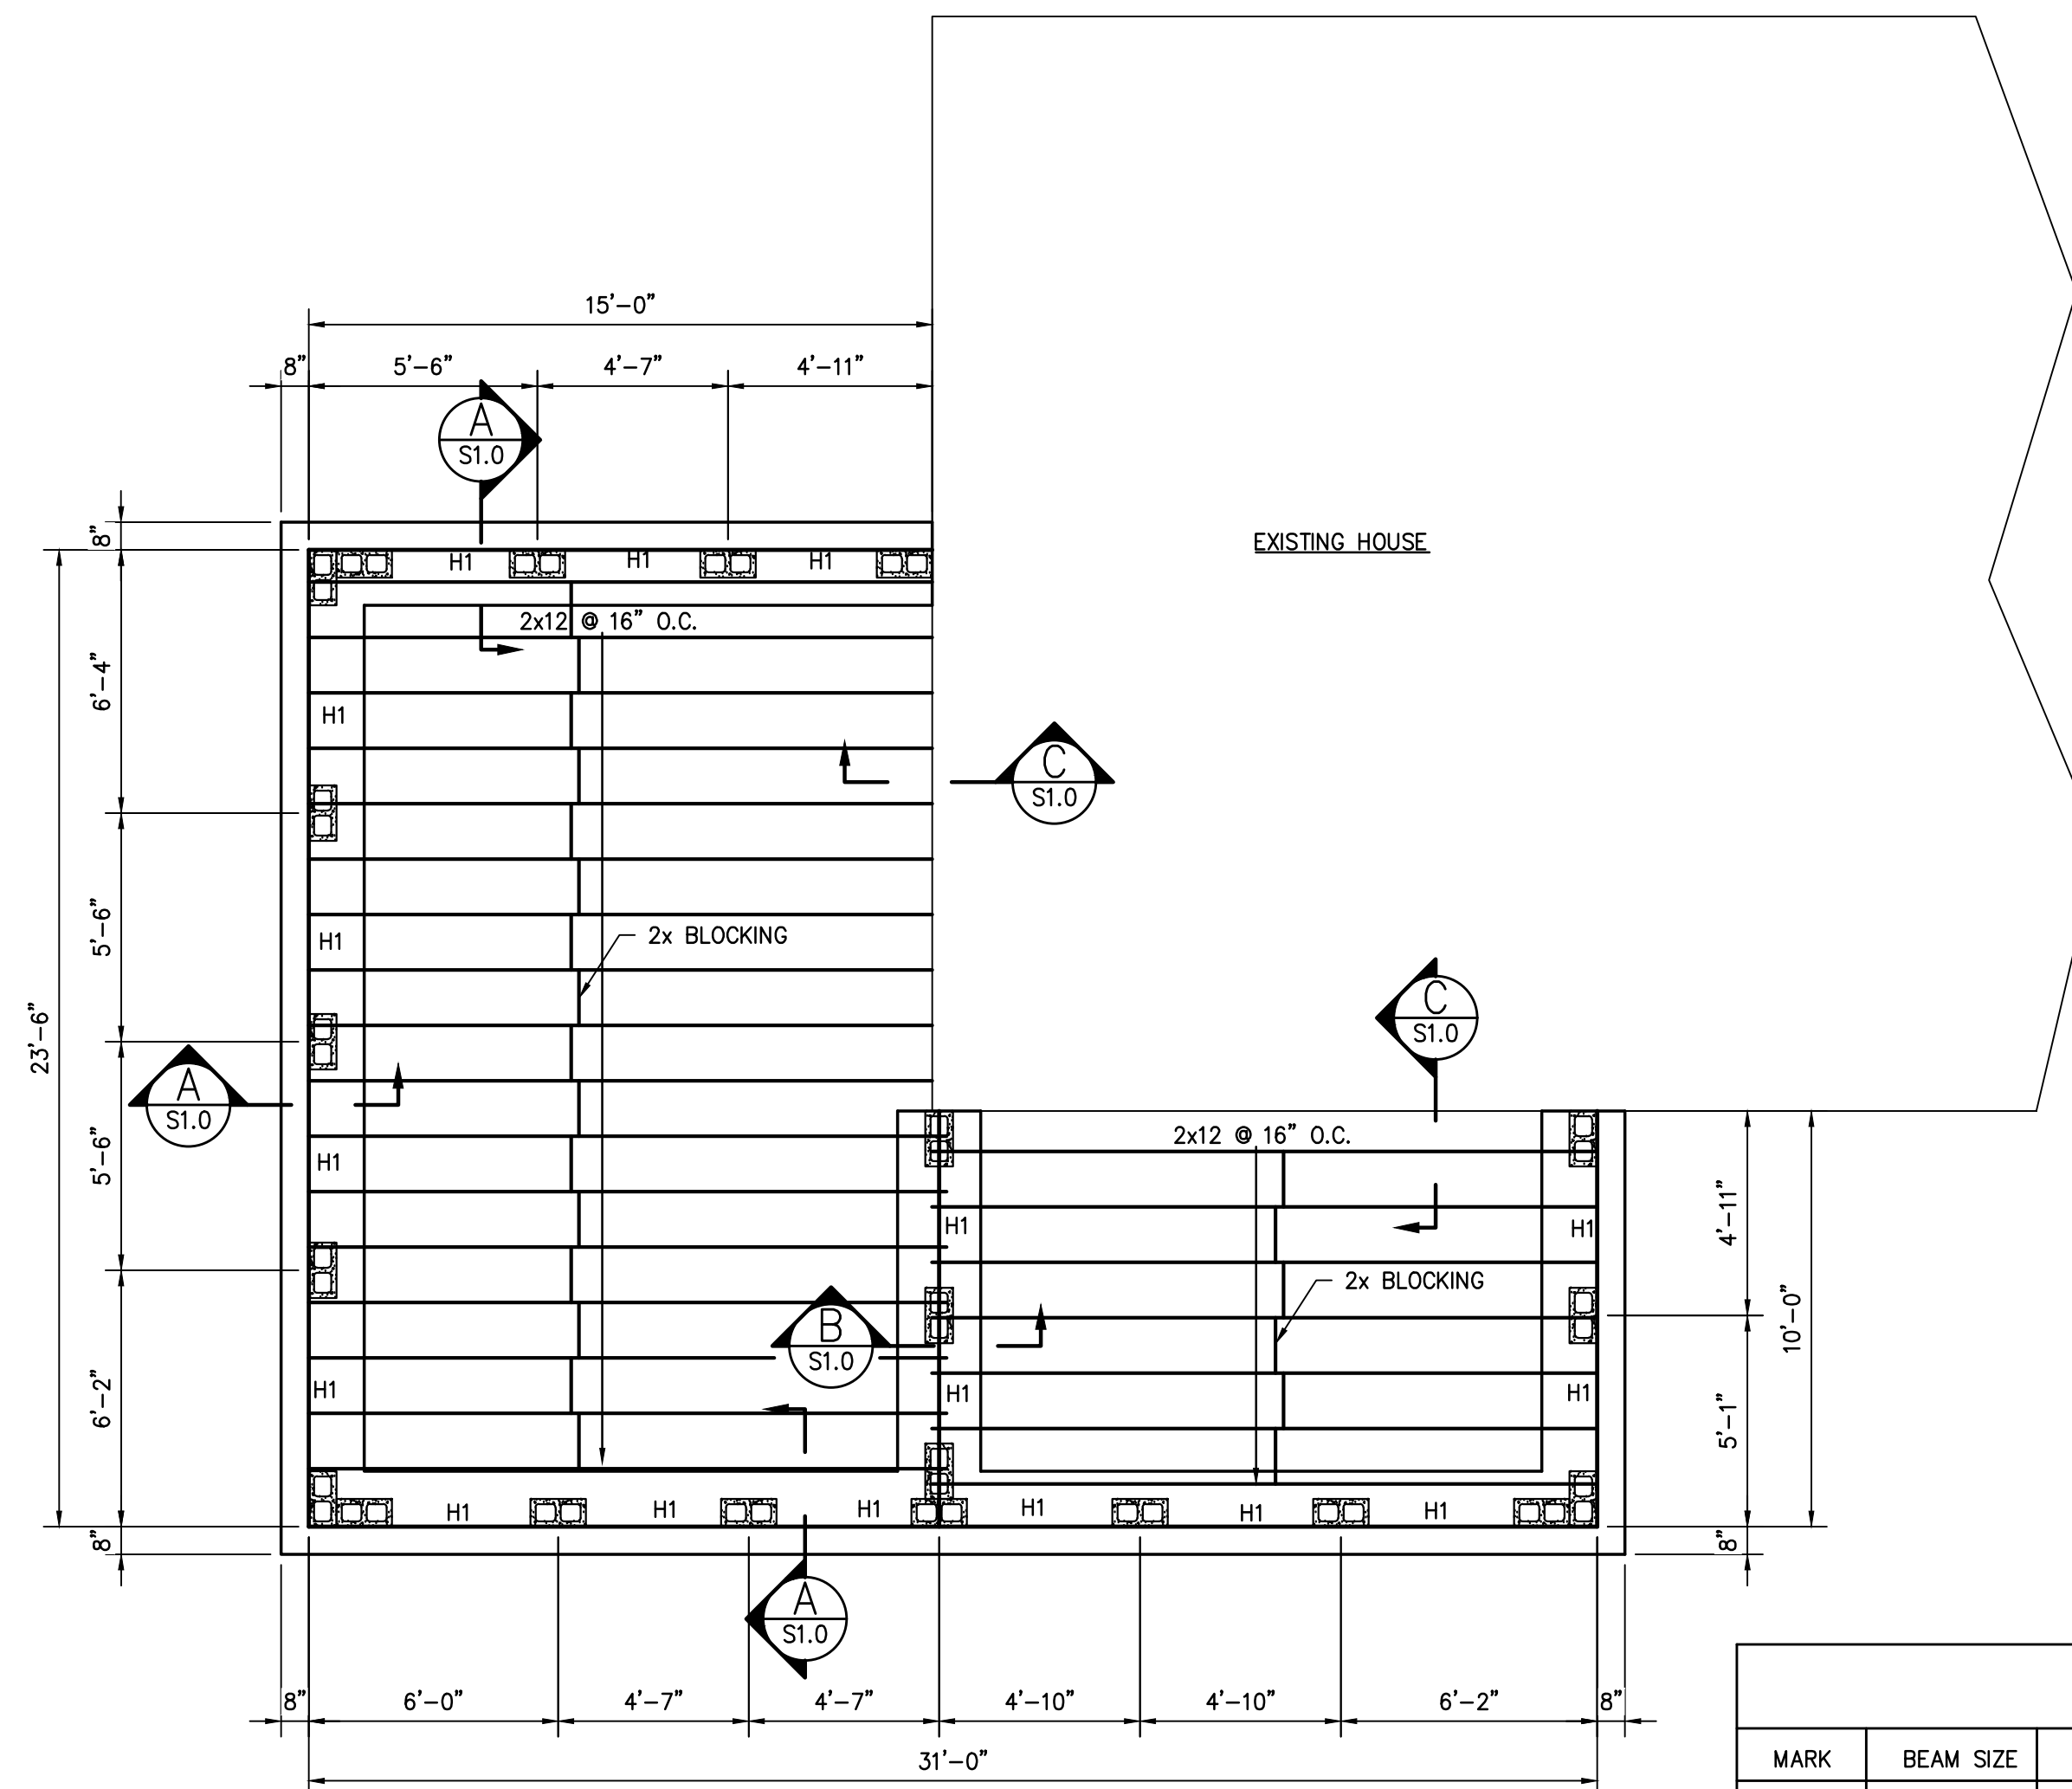 15'-0"
8"
5'-6"
4'-7"
4'-11"
A
S1.0
EXISTING HOUSE
8"
H1
H1
H1
2x12 @ 16" O.C.
6'-4"
H1
C
S1.0
5'-6"
H1
2x BLOCKING
23'-6"
C
S1.0
A
S1.0
5'-6"
H1
2x12 @ 16" O.C.
4'-11"
H1
H1
2x BLOCKING
10'-0"
B
S1.0
6'-2"
H1
H1
H1
5'-1"
8"
H1
H1
H1
H1
H1
H1
8"
A
S1.0
8"
6'-0"
4'-7"
4'-7"
4'-10"
4'-10"
6'-2"
8"
31'-0"
MARK
BEAM SIZE